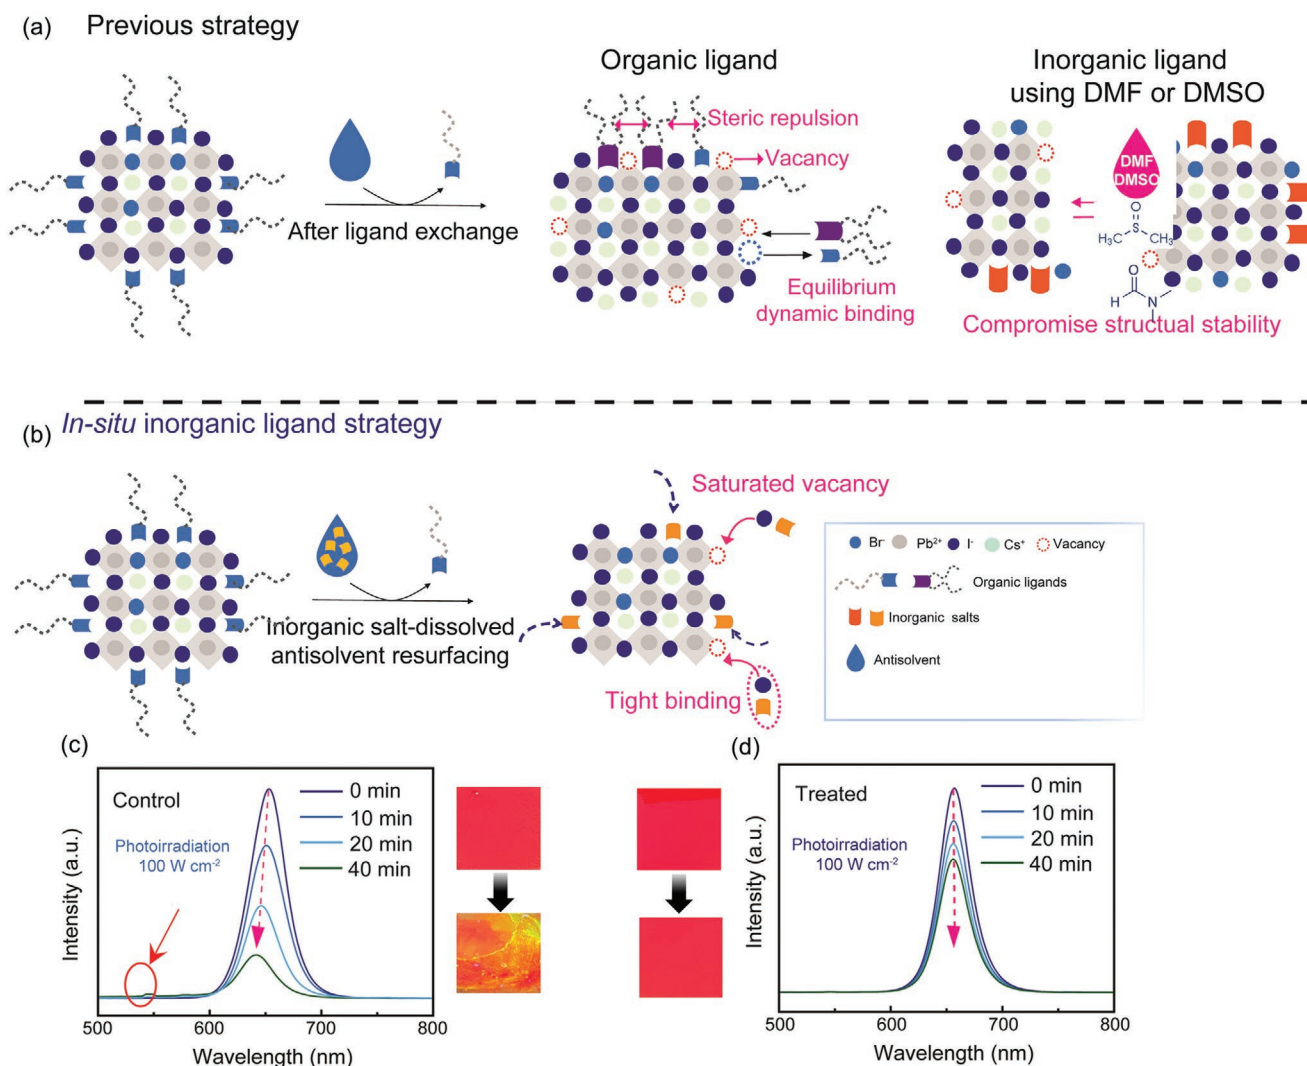 (a) Previous strategy
Organic ligand
Inorganic ligand
using DMF or DMSO
Steric repulsion
Vacancy
After ligand exchange
Equilibrium
dynamic binding
DMF
DMSO
O
S
H₃C CH₃
O
H N
Compromise structual stability
(b) In-situ inorganic ligand strategy
Saturated vacancy
Inorganic salt-dissolved
antisolvent resurfacing
Tight binding
Br⁻ Pb²⁺ I⁻ Cs⁺ Vacancy
Organic ligands
Inorganic salts
Antisolvent
(c)
Control
Photoirradiation
100 W cm⁻²
0 min
10 min
20 min
40 min
Intensity (a.u.)
500 600 700 800
Wavelength (nm)
(d)
Treated
Photoirradiation
100 W cm⁻²
0 min
10 min
20 min
40 min
Intensity (a.u.)
500 600 700 800
Wavelength (nm)